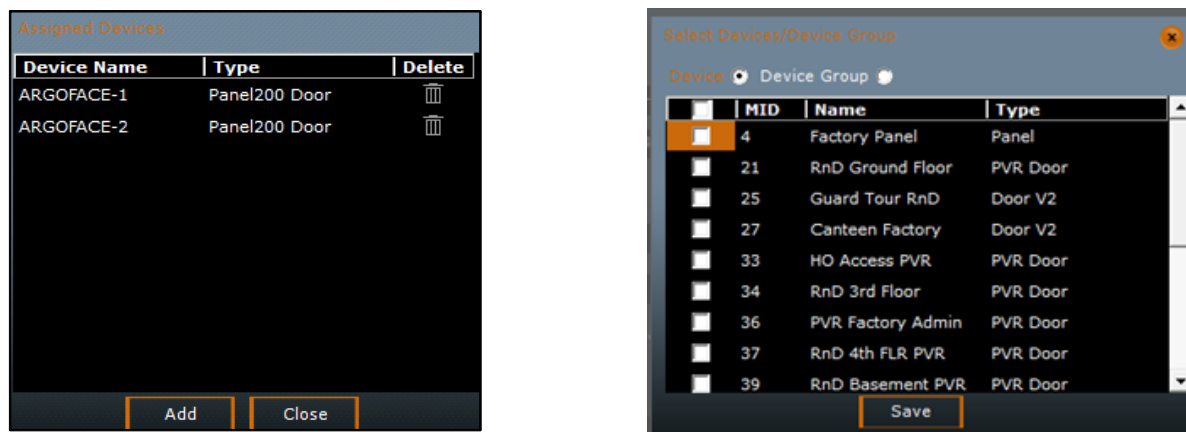 Assigned Devices
Device Name Type Delete
ARGOFACE-1 Panel200 Door
ARGOFACE-2 Panel200 Door
Add Close
Select Devices/Device Group
Device Device Group
MID Name Type
4 Factory Panel Panel
21 RnD Ground Floor PVR Door
25 Guard Tour RnD Door V2
27 Canteen Factory Door V2
33 HO Access PVR PVR Door
34 RnD 3rd Floor PVR Door
36 PVR Factory Admin PVR Door
37 RnD 4th FLR PVR PVR Door
39 RnD Basement PVR PVR Door
Save